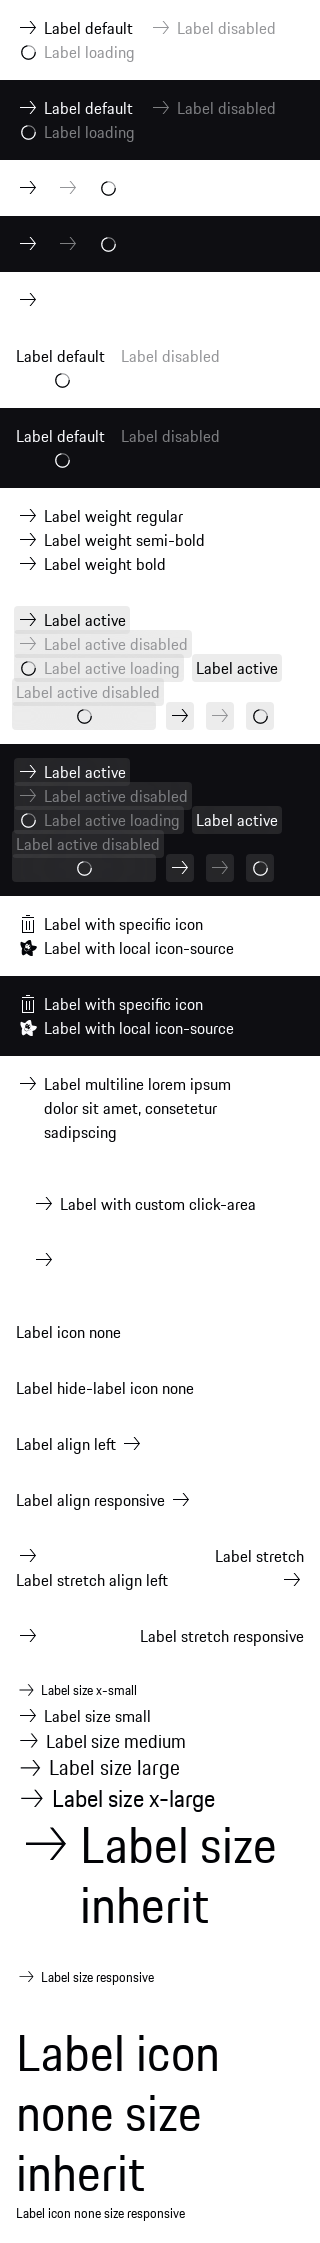 Label default Label disabled
Label loading
Label default Label disabled
Label loading
Label default Label disabled
Label default Label disabled
Label weight regular
Label weight semi-bold
Label weight bold
Label active
Label active disabled
Label active loading Label active
Label active disabled
Label active
Label active disabled
Label active loading Label active
Label active disabled
Label with specific icon
Label with local icon-source
Label with specific icon
Label with local icon-source
Label multiline lorem ipsum
dolor sit amet, consetetur
sadipscing
Label with custom click-area
Label icon none
Label hide-label icon none
Label align left
Label align responsive
Label stretch
Label stretch align left
Label stretch responsive
Label size x-small
Label size small
Label size medium
Label size large
Label size x-large
Label size
inherit
Label size responsive
Label icon
none size
inherit
Label icon none size responsive